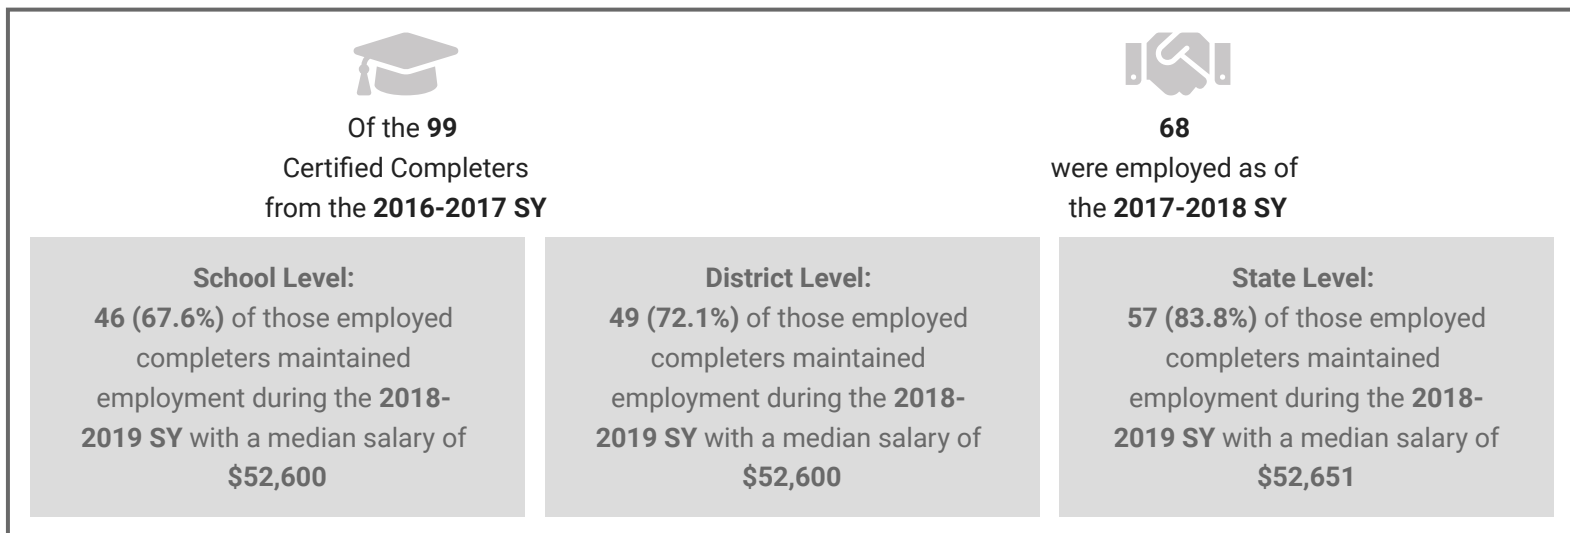 Of the 99
Certified Completers
from the 2016-2017 SY
68
were employed as of
the 2017-2018 SY
School Level:
46 (67.6%) of those employed
completers maintained
employment during the 2018-
2019 SY with a median salary of
$52,600
District Level:
49 (72.1%) of those employed
completers maintained
employment during the 2018-
2019 SY with a median salary of
$52,600
State Level:
57 (83.8%) of those employed
completers maintained
employment during the 2018-
2019 SY with a median salary of
$52,651